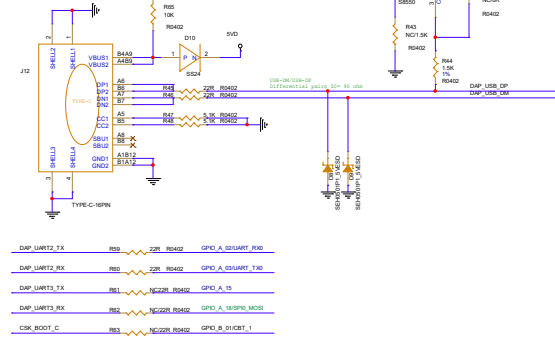 S8550
R65
10K
R0402
R43
NC/1.5K
R0402
R0402
2
1
SHELL2
SHELL1
D10
5VD
VBUS1
B4A9
VBUS2
A4B9
1
P
N
2
SS24
R44
1.5K
1%
R0402
J12
USB-DM/USB-DP
Differential pairs Z0= 90 ohm
DP1
A6
DP2
B6
DN1
A7
DN2
B7
R45
22R R0402
R46
22R R0402
DAP_USB_DP
DAP_USB_DM
TYPE-C
CC1
A5
CC2
B5
R47
5.1K R0402
R48
5.1K R0402
SBU1
A8
SBU2
B8
GND1
A1B12
GND2
B1A12
SHELL3
SHELL4
3
4
TYPE-C-16PIN
DAP_UART2_TX
R59
22R R0402
GPIO_A_02/UART_RX0
DAP_UART2_RX
R60
22R R0402
GPIO_A_03/UART_TX0
DAP_UART3_TX
R61
NC22R R0402
GPIO_A_15
DAP_UART3_RX
R62
NC/22R R0402
GPIO_A_18/SPI0_MOSI
CSK_BOOT_C
R63
NC/22R R0402
GPIO_B_01/CBT_1